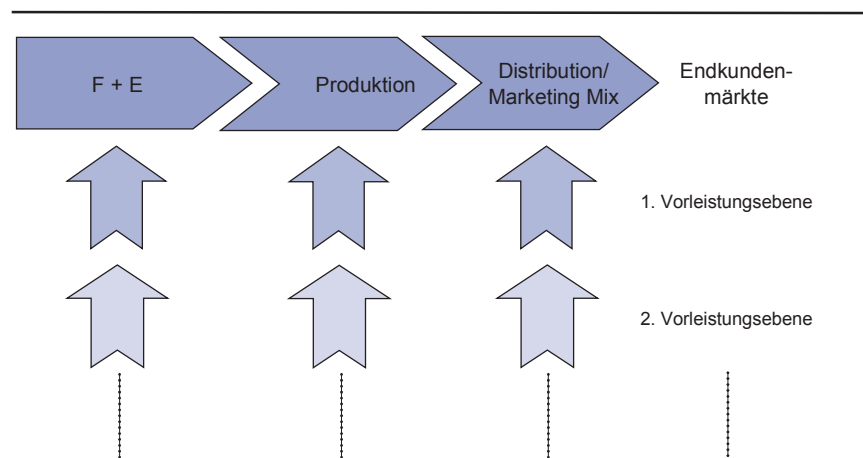 F + E
Produktion
Distribution/
Marketing Mix
Endkunden-
märkte
1. Vorleistungsebene
2. Vorleistungsebene